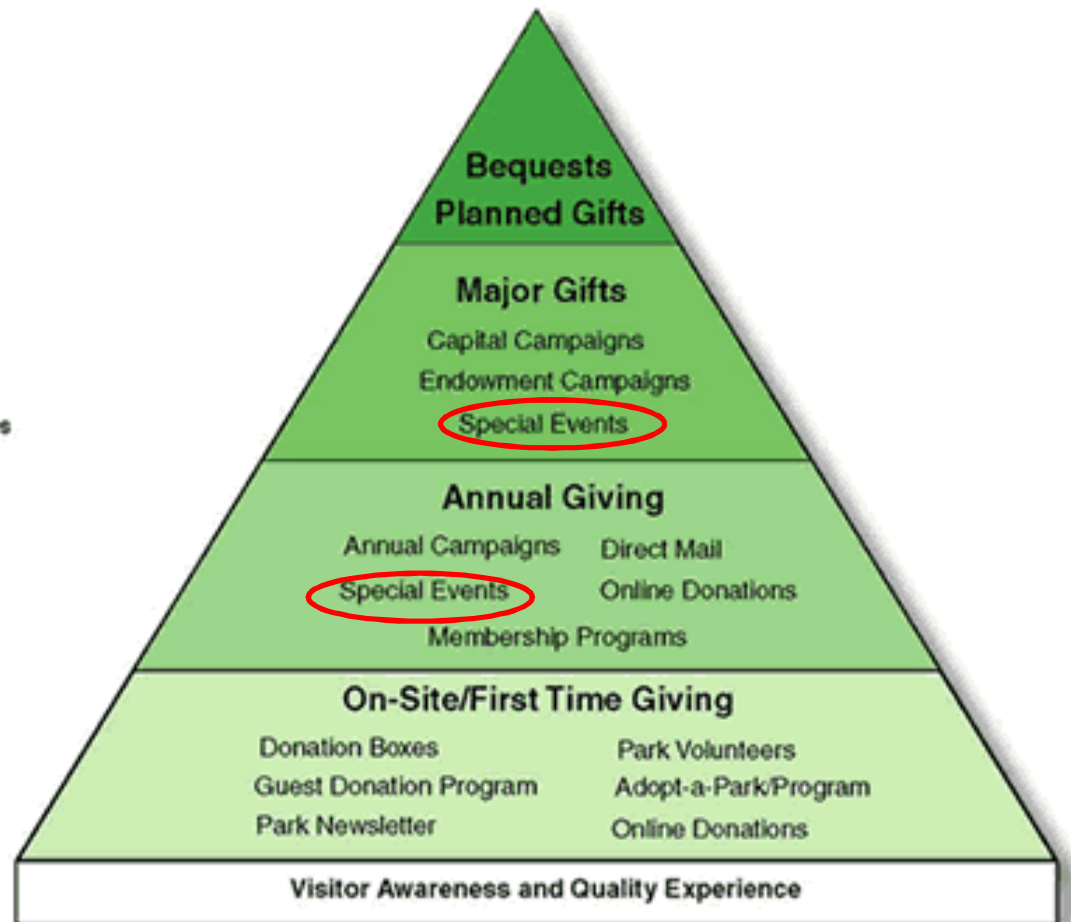 Bequests
Planned Gifts
Major Gifts
Capital Campaigns
Endowment Campaigns
Special Events
s
Annual Giving
Annual Campaigns Direct Mail
Special Events Online Donations
Membership Programs
On-Site/First Time Giving
Donation Boxes Park Volunteers
Guest Donation Program Adopt-a-Park/Program
Park Newsletter Online Donations
Visitor Awareness and Quality Experience